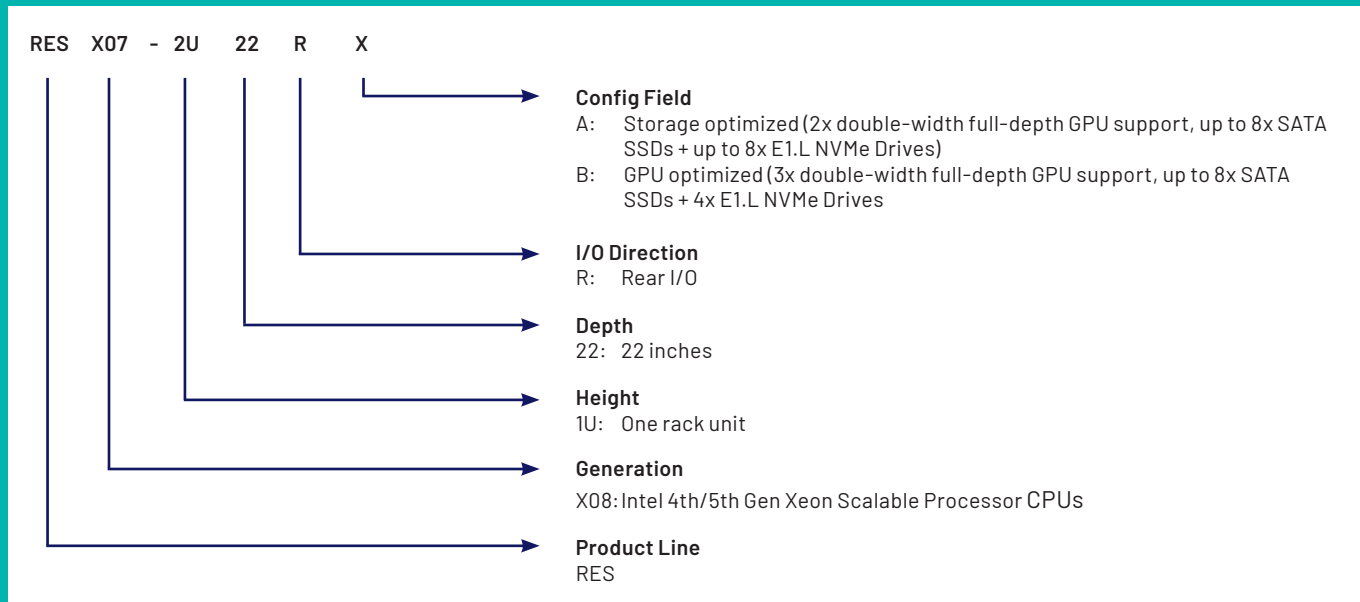 RES X07 - 2U 22 R X
Config Field
A: Storage optimized (2x double-width full-depth GPU support, up to 8x SATA
SSDs + up to 8x E1.L NVMe Drives)
B: GPU optimized (3x double-width full-depth GPU support, up to 8x SATA
SSDs + 4x E1.L NVMe Drives
I/O Direction
R: Rear I/O
Depth
22: 22 inches
Height
1U: One rack unit
Generation
X08: Intel 4th/5th Gen Xeon Scalable Processor CPUs
Product Line
RES